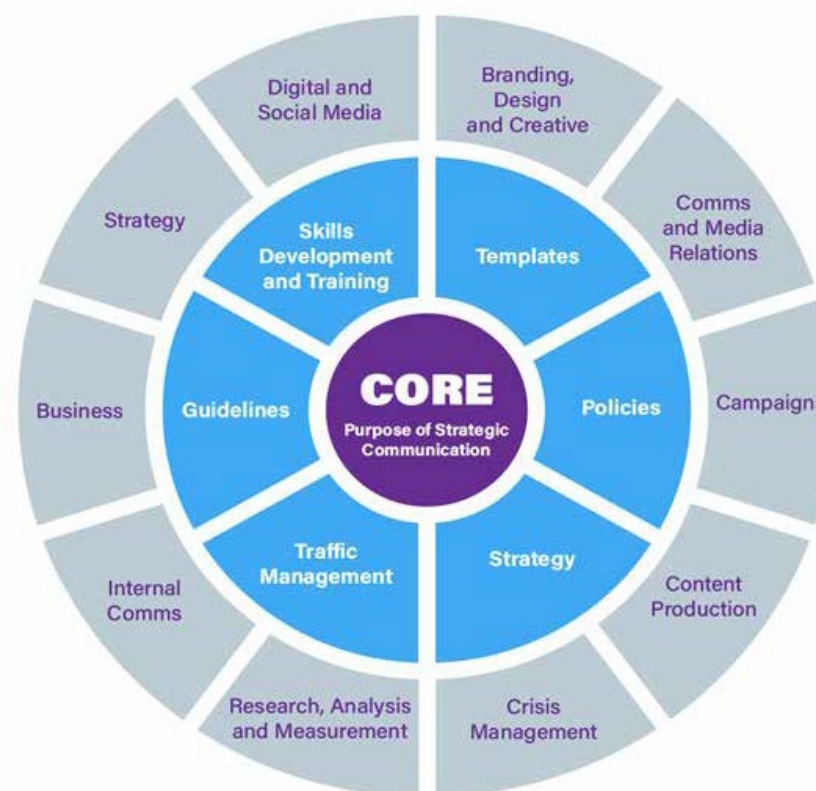 Digital and
Social Media
Branding,
Design
and Creative
Strategy
Comms
and Media
Relations
Skills
Development
and Training
Templates
Business
Guidelines
CORE
Purpose of Strategic
Communication
Policies
Campaigns
Traffic
Management
Strategy
Internal
Comms
Content
Production
Research, Analysis
and Measurement
Crisis
Management